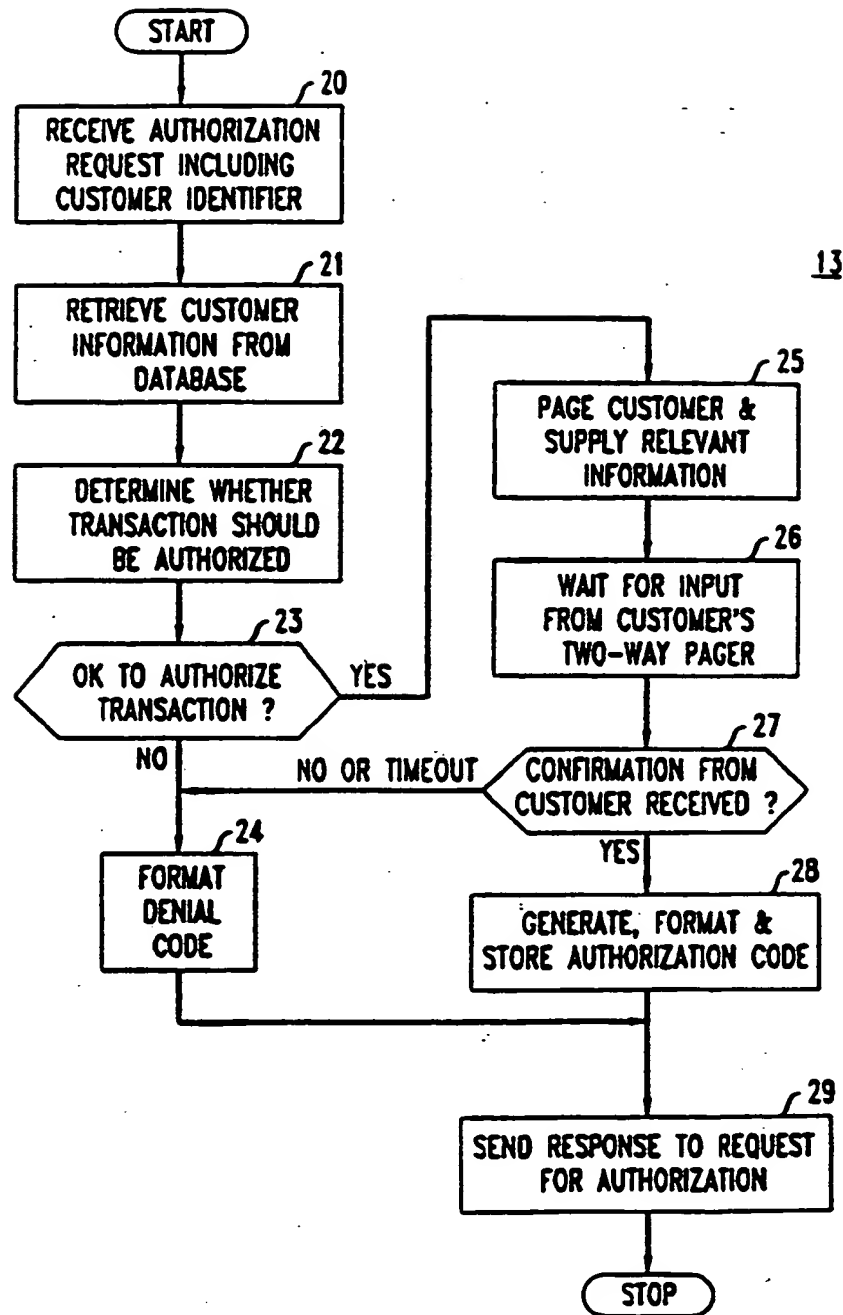 START
20
RECEIVE AUTHORIZATION
REQUEST INCLUDING
CUSTOMER IDENTIFIER
21
RETRIEVE CUSTOMER
INFORMATION FROM
DATABASE
22
DETERMINE WHETHER
TRANSACTION SHOULD
BE AUTHORIZED
23
OK TO AUTHORIZE
TRANSACTION ?
YES
NO
24
FORMAT
DENIAL
CODE
13
25
PAGE CUSTOMER &
SUPPLY RELEVANT
INFORMATION
26
WAIT FOR INPUT
FROM CUSTOMER'S
TWO-WAY PAGER
27
CONFIRMATION FROM
CUSTOMER RECEIVED ?
NO OR TIMEOUT
YES
28
GENERATE, FORMAT &
STORE AUTHORIZATION CODE
29
SEND RESPONSE TO REQUEST
FOR AUTHORIZATION
STOP